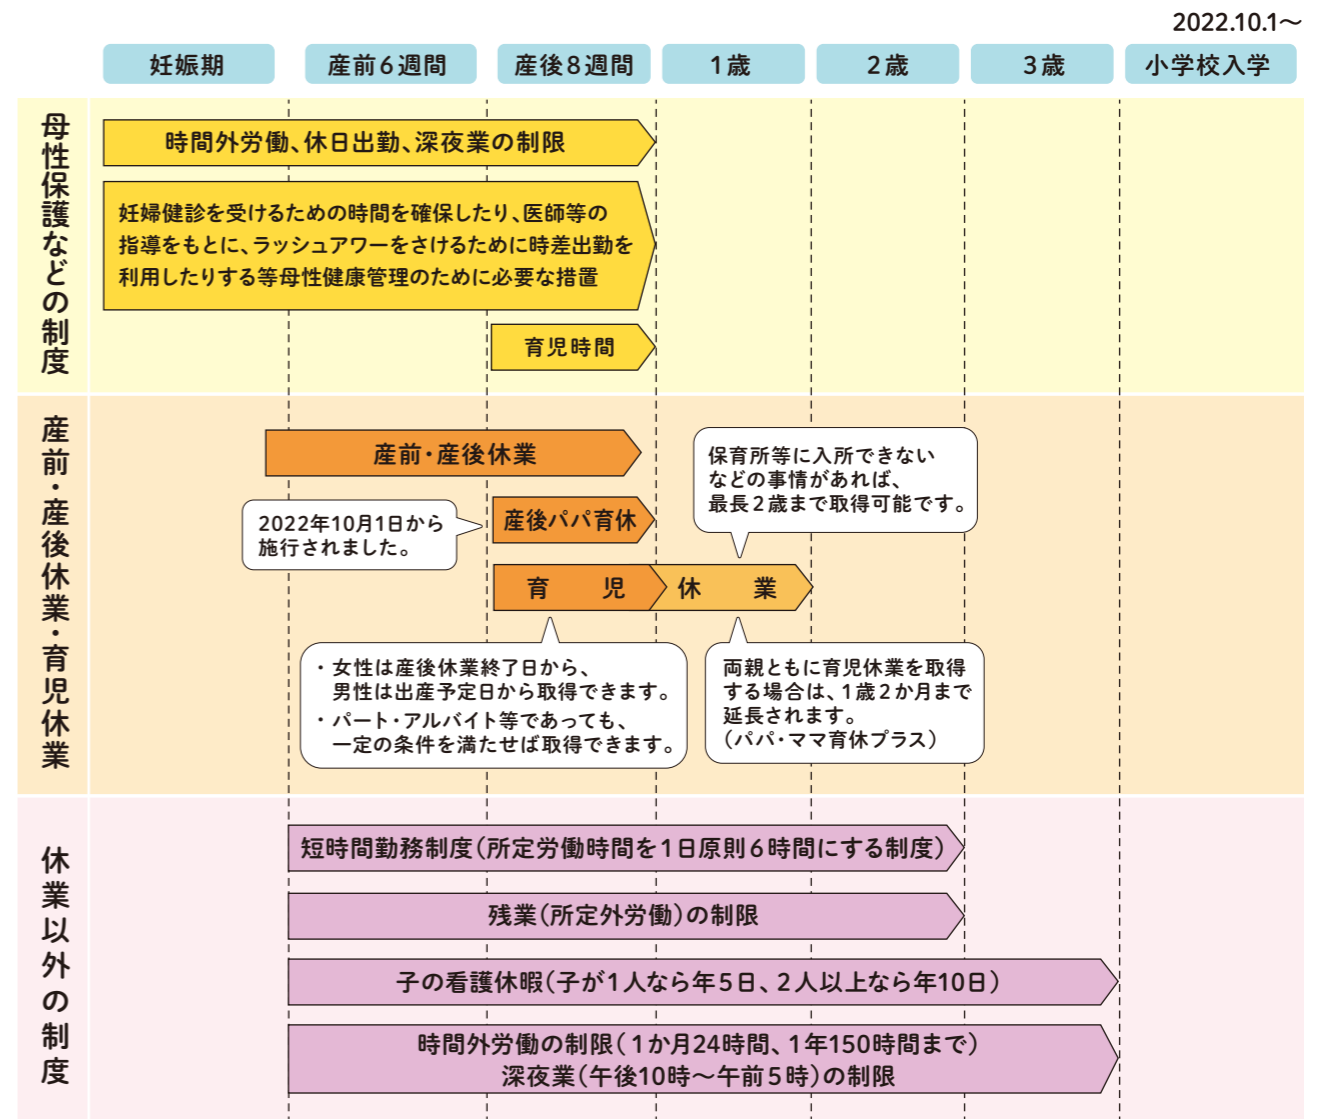 2022.10.1〜
妊娠期
産前6週間
産後8週間
1歳
2歳
3歳
小学校入学
母性保護などの制度
時間外労働、休日出勤、深夜業の制限
妊婦健診を受けるための時間を確保したり、医師等の
指導をもとに、ラッシュアワーをさけるために時差出勤を
利用したりする等母性健康管理のために必要な措置
育児時間
産前・産後休業・育児休業
産前・産後休業
2022年10月1日から
施行されました。
産後パパ育休
保育所等に入所できない
などの事情があれば、
最長2歳まで取得可能です。
育児休業
・女性は産後休業終了日から、
男性は出産予定日から取得できます。
・パート・アルバイト等であっても、
一定の条件を満たせば取得できます。
両親ともに育児休業を取得
する場合は、1歳2か月まで
延長されます。
（パパ・ママ育休プラス）
休業以外の制度
短時間勤務制度（所定労働時間を1日原則6時間にする制度）
残業（所定外労働）の制限
子の看護休暇（子が1人なら年5日、2人以上なら年10日）
時間外労働の制限（1か月24時間、1年150時間まで）
深夜業（午後10時〜午前5時）の制限